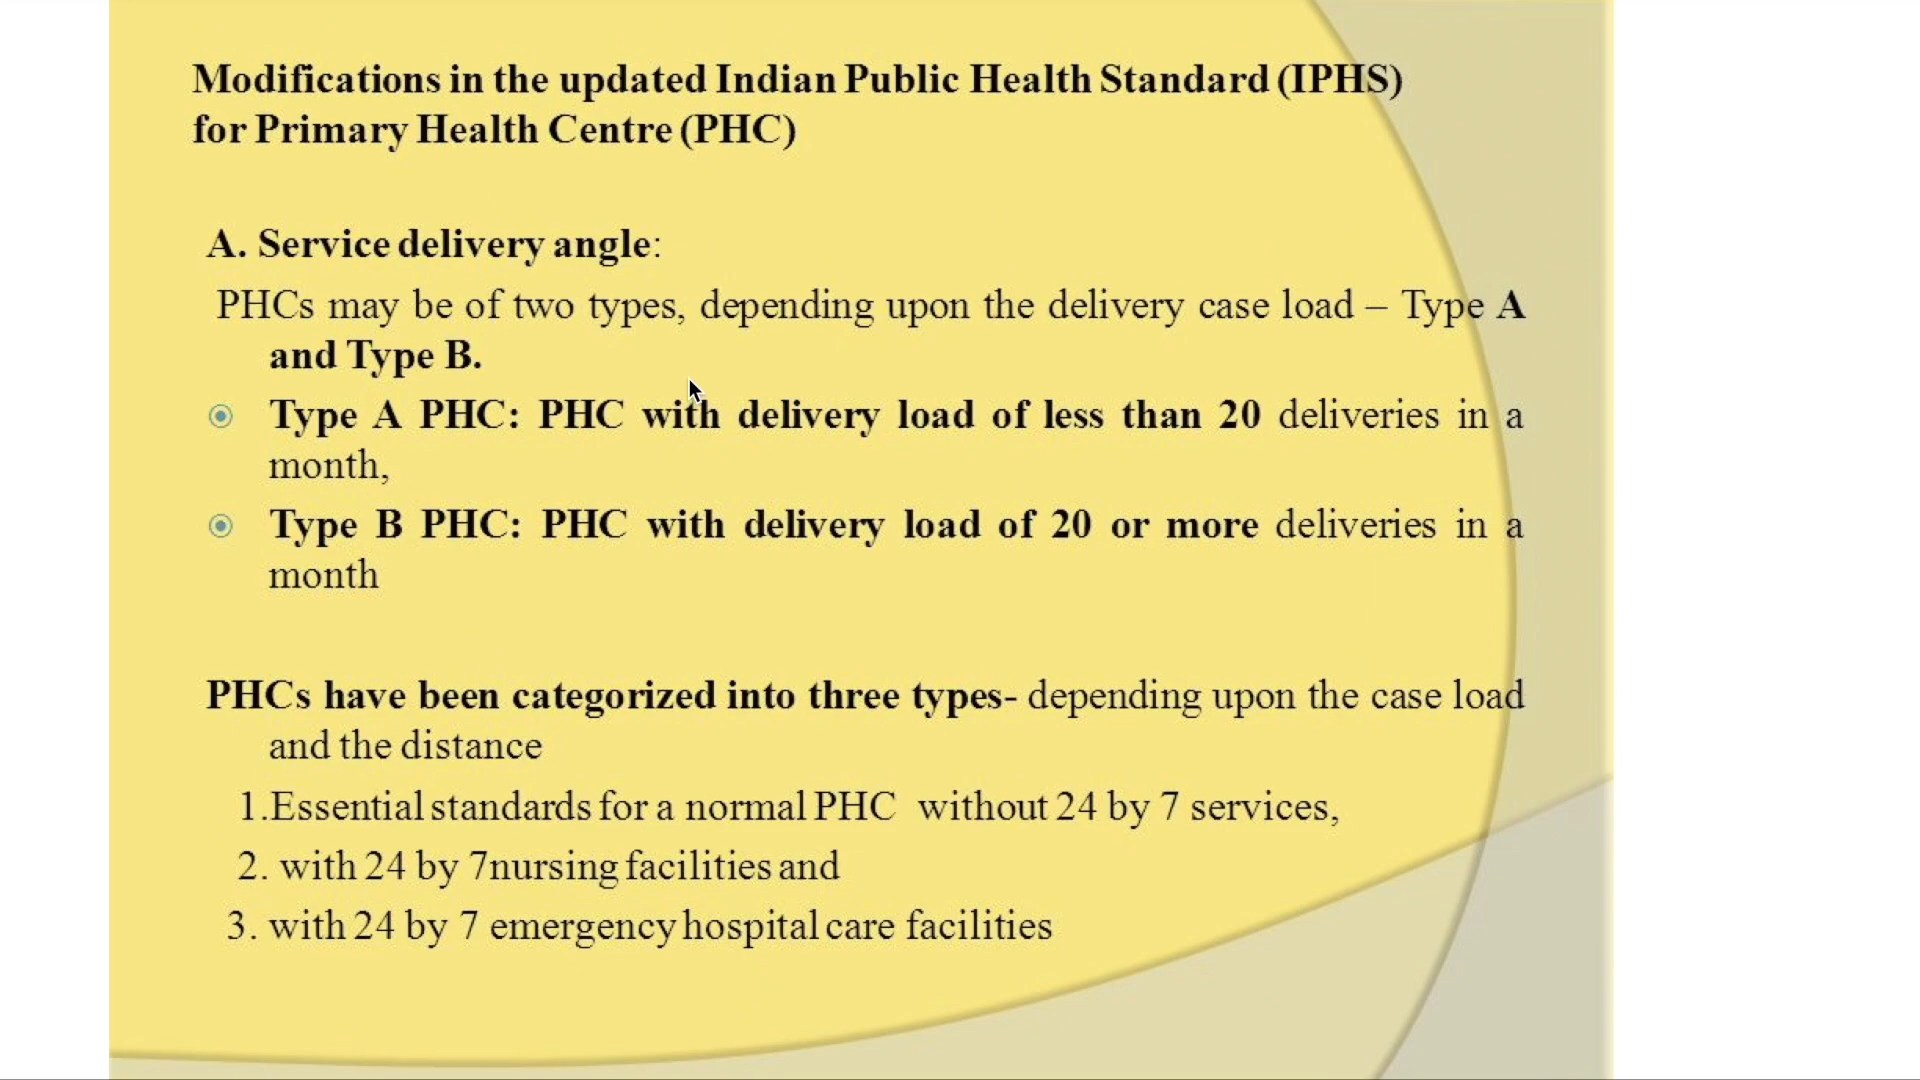 Modifications in the updated Indian Public Health Standard (IPHS)
for Primary Health Centre (PHC)
A. Service delivery angle:
PHCs may be of two types, depending upon the delivery case load – Type A
and Type B.
Type A PHC: PHC with delivery load of less than 20 deliveries in a
month,
Type B PHC: PHC with delivery load of 20 or more deliveries in a
month
PHCs have been categorized into three types- depending upon the case load
and the distance
1.Essential standards for a normal PHC without 24 by 7 services,
2. with 24 by 7nursing facilities and
3. with 24 by 7 emergency hospital care facilities